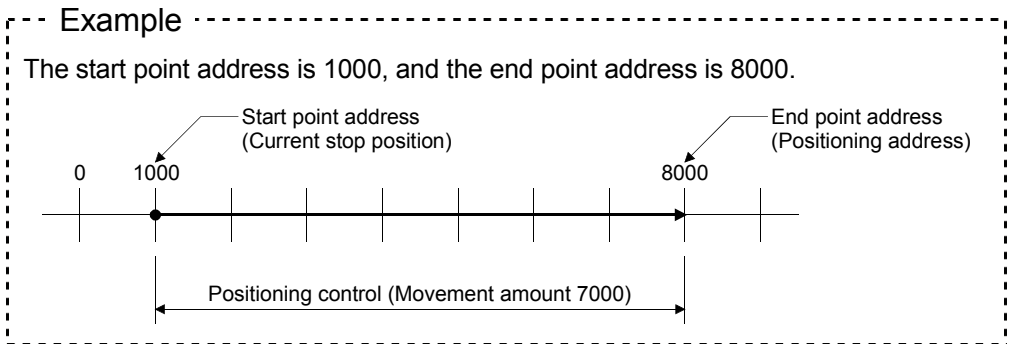 Example
The start point address is 1000, and the end point address is 8000.
Start point address
(Current stop position)
End point address
(Positioning address)
0 1000 8000
Positioning control (Movement amount 7000)